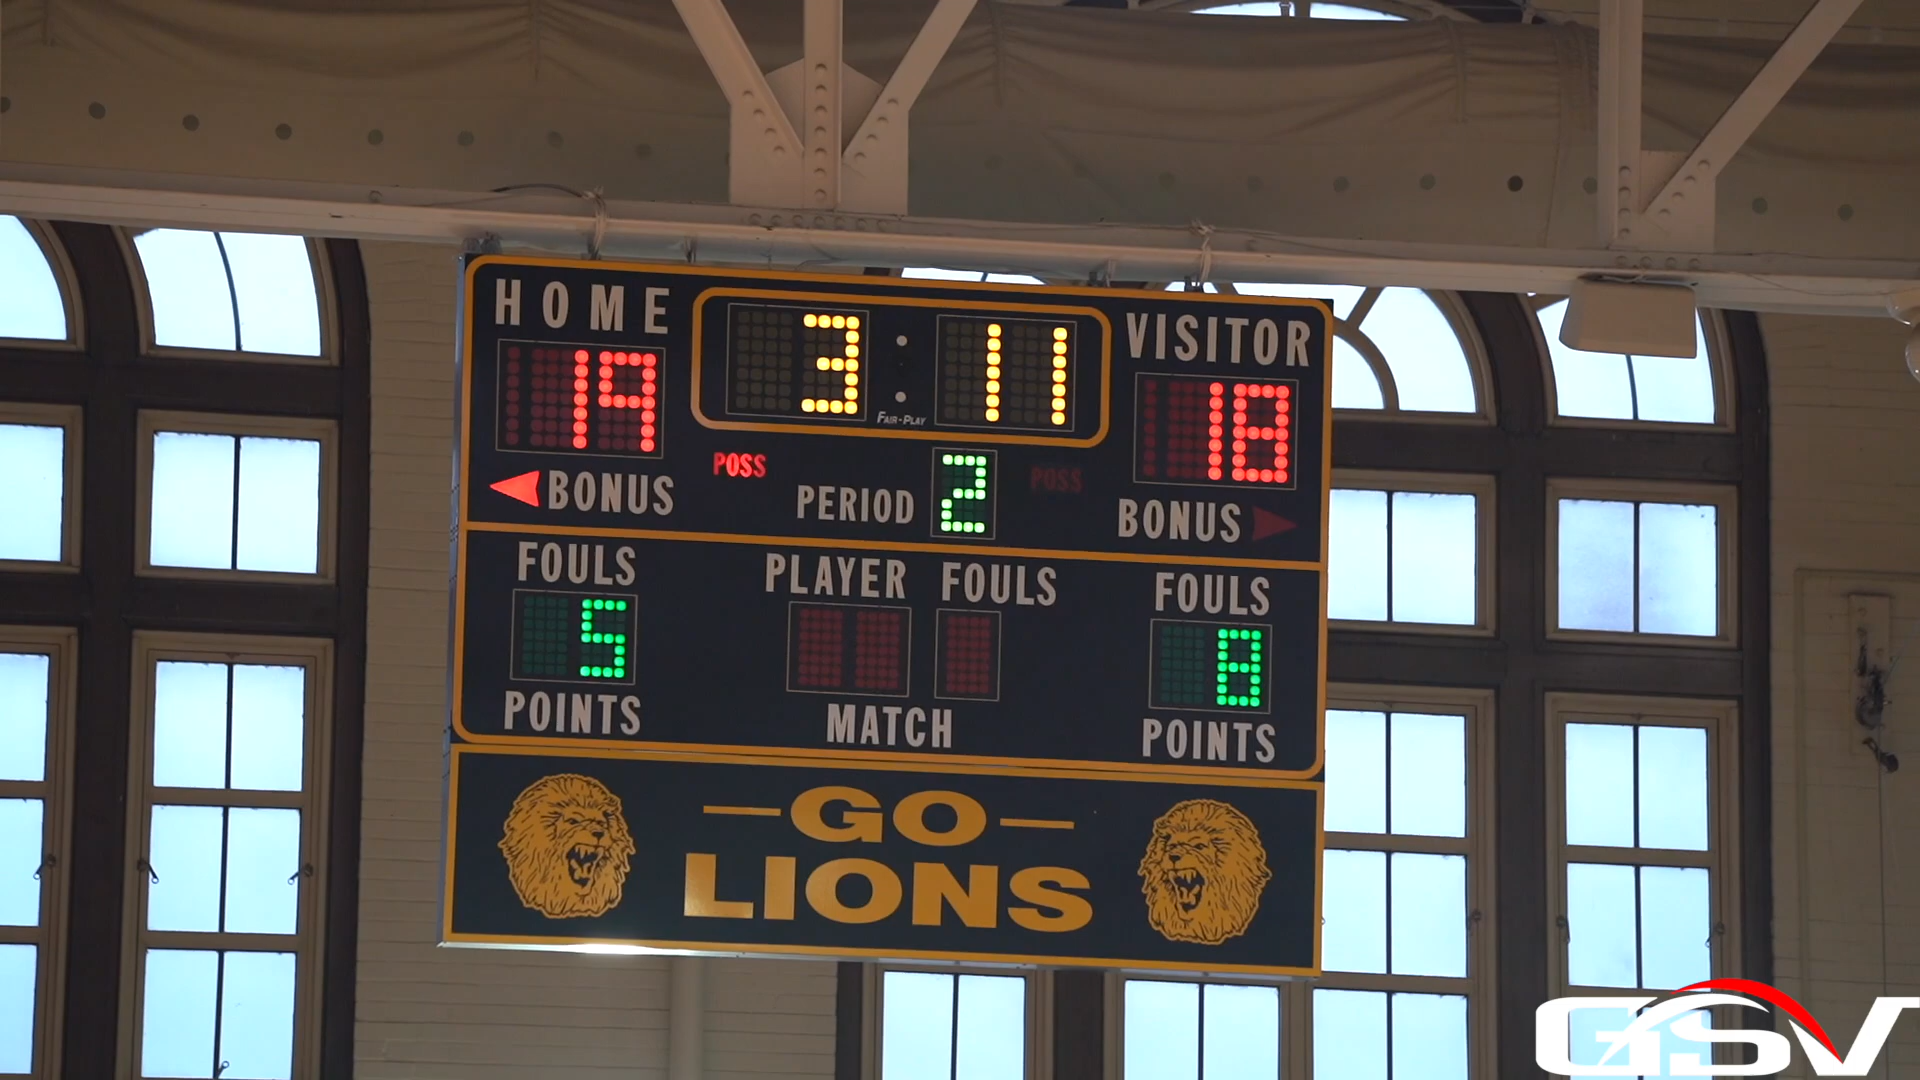 HOME 3:11 VISITOR
19 18
FAIR-PLAY
BONUS POSS PERIOD 2 POSS BONUS
FOULS PLAYER FOULS FOULS
5 8
POINTS MATCH POINTS
-GO-
LIONS
GSV